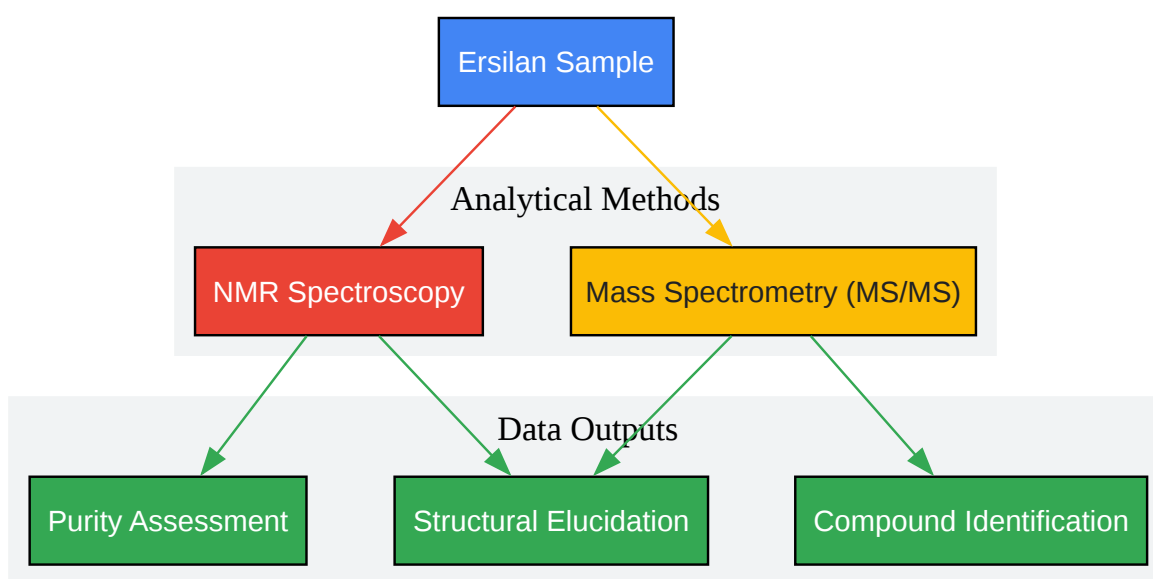 Ersilan Sample
Analytical Methods
NMR Spectroscopy
Mass Spectrometry (MS/MS)
Data Outputs
Purity Assessment
Structural Elucidation
Compound Identification